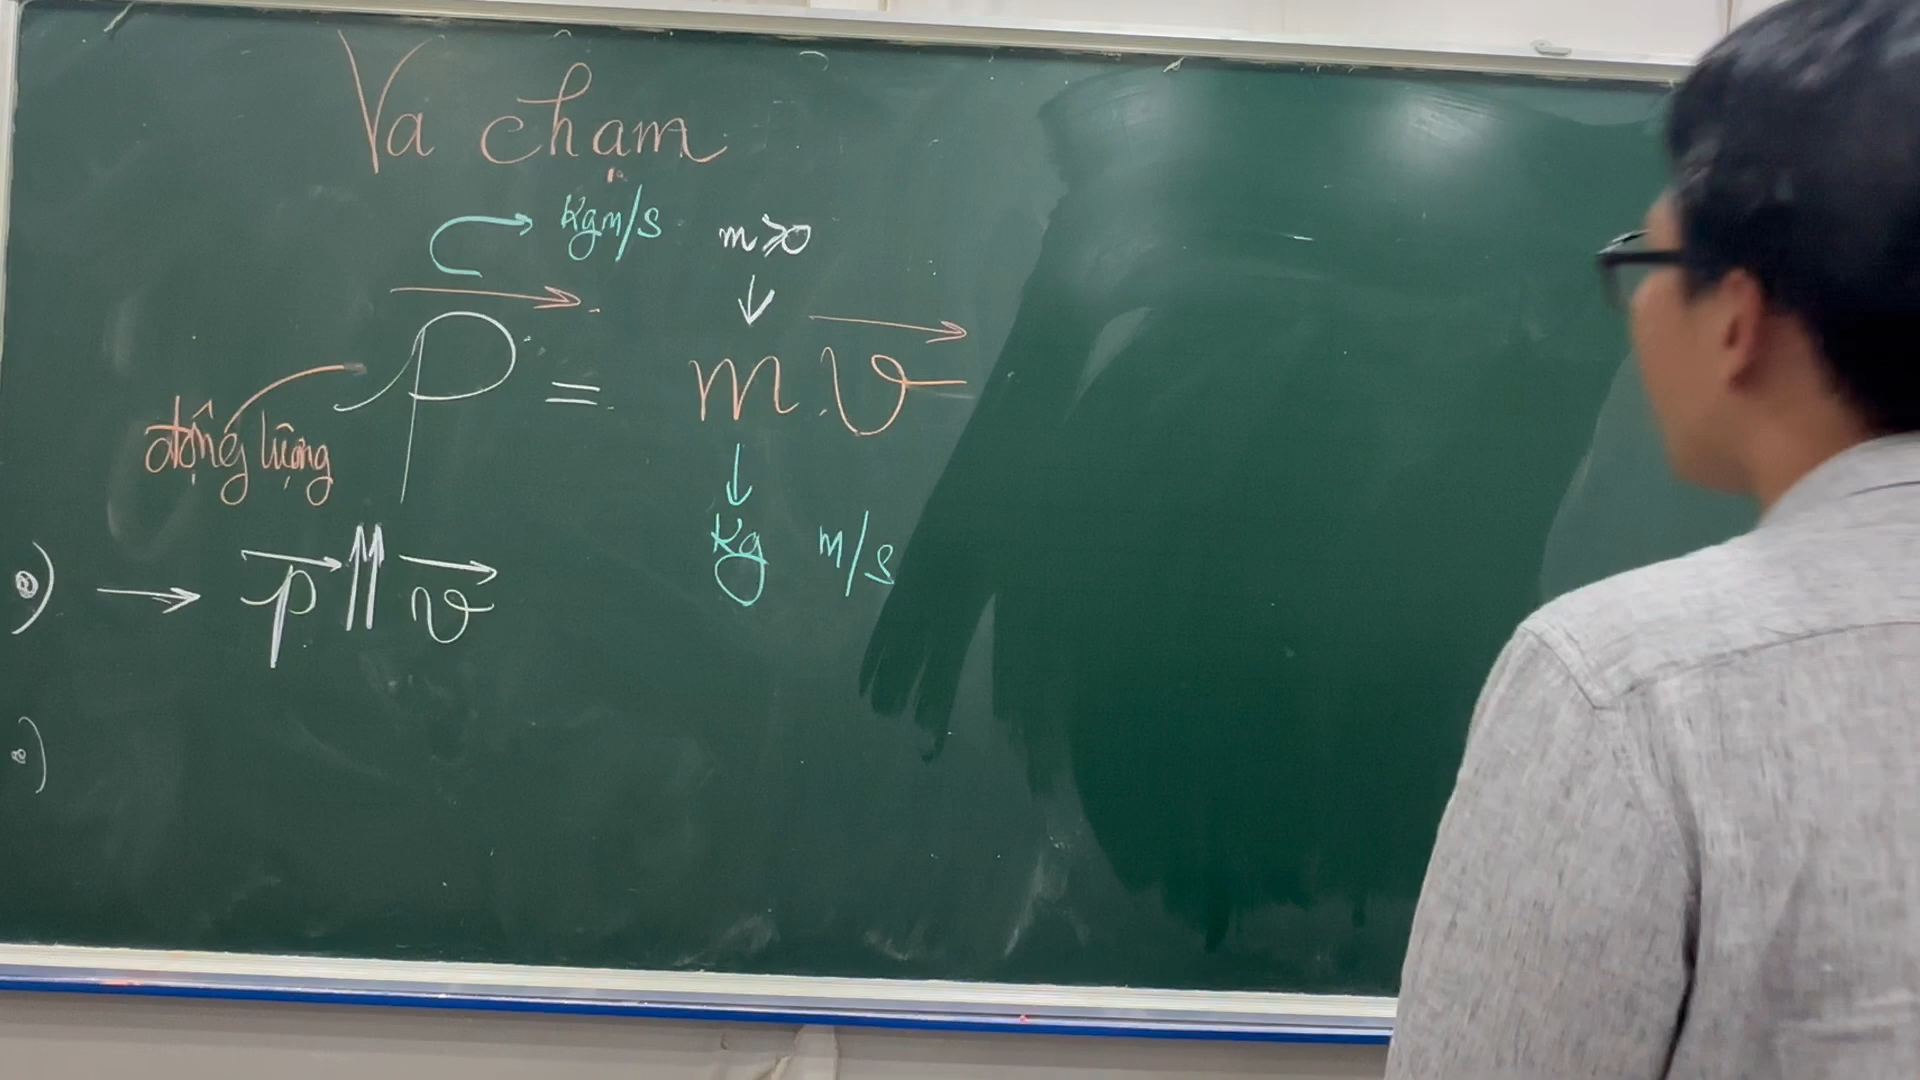 Va chạm
Kgm/s m≥0
P = m.v
động lượng
Kg m/s
→ p ⇈ v